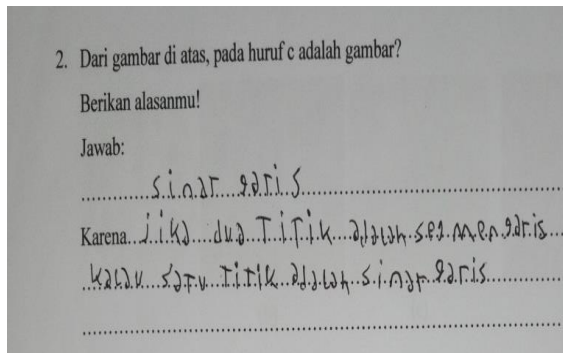 2. Dari gambar di atas, pada huruf c adalah gambar?
Berikan alasanmu!
Jawab:
sinar garis
Karena jika dua Titik adalah segmen garis
kalau satu titik adalah sinar garis